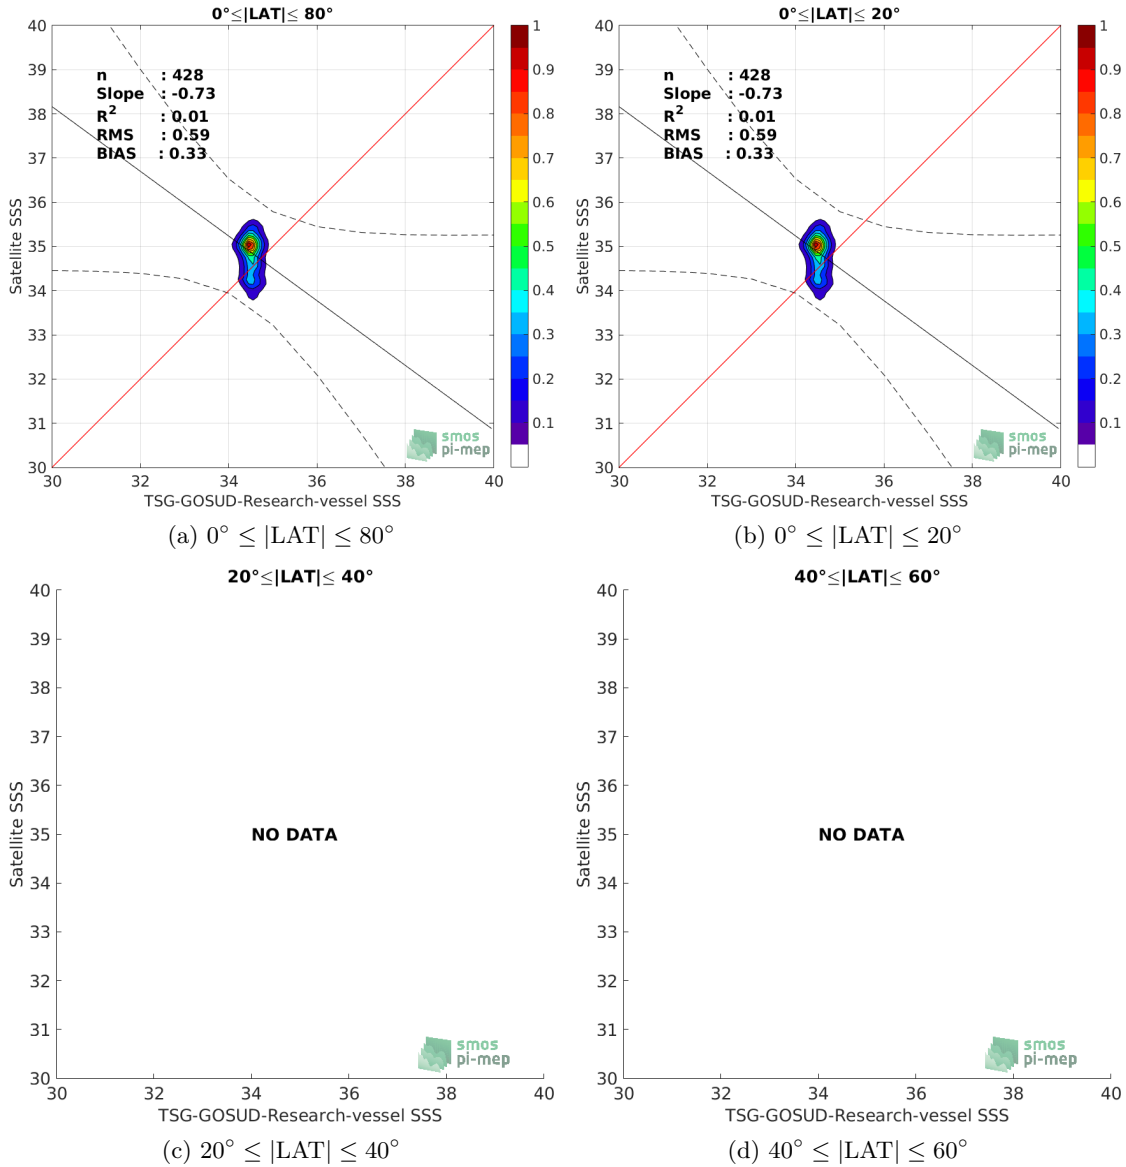 0°≤|LAT|≤ 80°
40
39
38
37
36
35
34
33
32
31
30
Satellite SSS
n : 428
Slope : -0.73
R² : 0.01
RMS : 0.59
BIAS : 0.33
smos
pi-mep
30 32 34 36 38 40
TSG-GOSUD-Research-vessel SSS
1
0.9
0.8
0.7
0.6
0.5
0.4
0.3
0.2
0.1
(a) 0° ≤ |LAT| ≤ 80°
0°≤|LAT|≤ 20°
40
39
38
37
36
35
34
33
32
31
30
Satellite SSS
n : 428
Slope : -0.73
R² : 0.01
RMS : 0.59
BIAS : 0.33
smos
pi-mep
30 32 34 36 38 40
TSG-GOSUD-Research-vessel SSS
1
0.9
0.8
0.7
0.6
0.5
0.4
0.3
0.2
0.1
(b) 0° ≤ |LAT| ≤ 20°
20°≤|LAT|≤ 40°
40
39
38
37
36
35
34
33
32
31
30
Satellite SSS
NO DATA
smos
pi-mep
30 32 34 36 38 40
TSG-GOSUD-Research-vessel SSS
(c) 20° ≤ |LAT| ≤ 40°
40°≤|LAT|≤ 60°
40
39
38
37
36
35
34
33
32
31
30
Satellite SSS
NO DATA
smos
pi-mep
30 32 34 36 38 40
TSG-GOSUD-Research-vessel SSS
(d) 40° ≤ |LAT| ≤ 60°